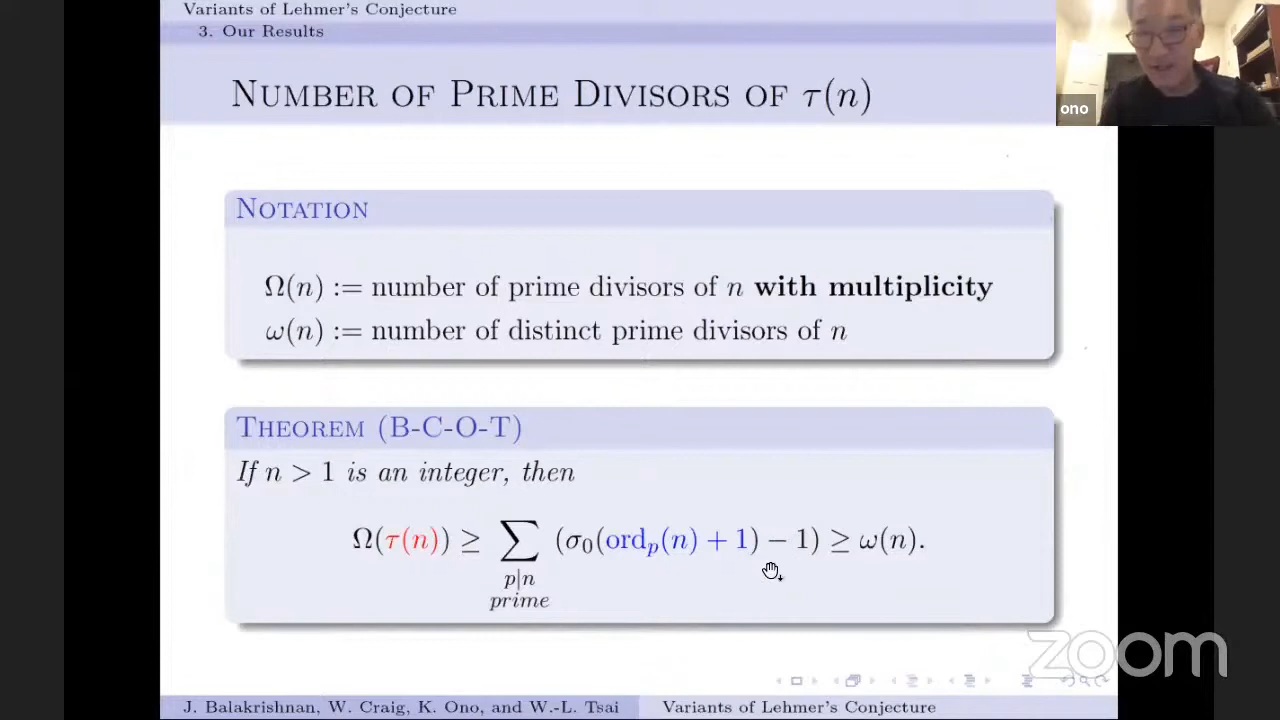 Variants of Lehmer's Conjecture
3. Our Results
NUMBER OF PRIME DIVISORS OF τ(n)
ono
NOTATION
Ω(n) := number of prime divisors of n with multiplicity
ω(n) := number of distinct prime divisors of n
THEOREM (B-C-O-T)
If n > 1 is an integer, then
Ω(τ(n)) ≥ ∑ (σ₀(ordₚ(n) + 1) − 1) ≥ ω(n).
p|n
prime
zoom
J. Balakrishnan, W. Craig, K. Ono, and W.-L. Tsai
Variants of Lehmer's Conjecture